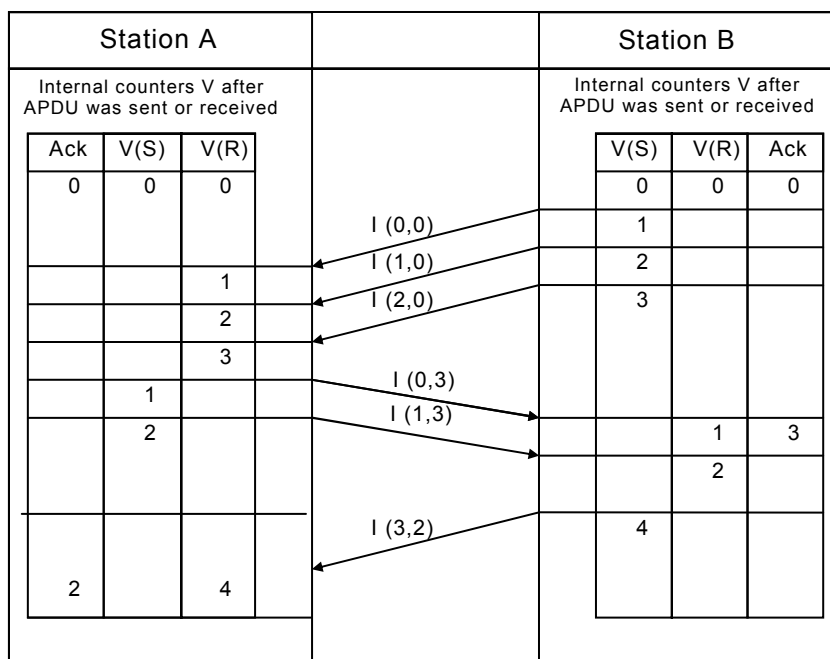 Station A
Station B
Internal counters V after
APDU was sent or received
Internal counters V after
APDU was sent or received
Ack V(S) V(R)
V(S) V(R) Ack
0 0 0
0 0 0
I (0,0)
1
I (1,0)
2
1
I (2,0)
3
2
3
I (0,3)
1
I (1,3)
2
1 3
2
I (3,2)
4
2 4